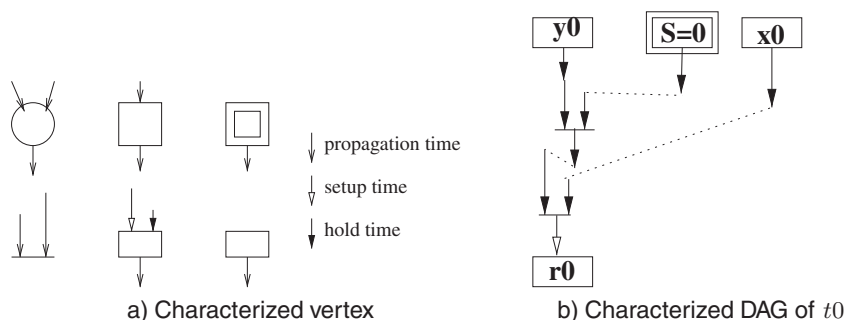 y0 S=0 x0
propagation time
setup time
hold time
r0
a) Characterized vertex
b) Characterized DAG of t0